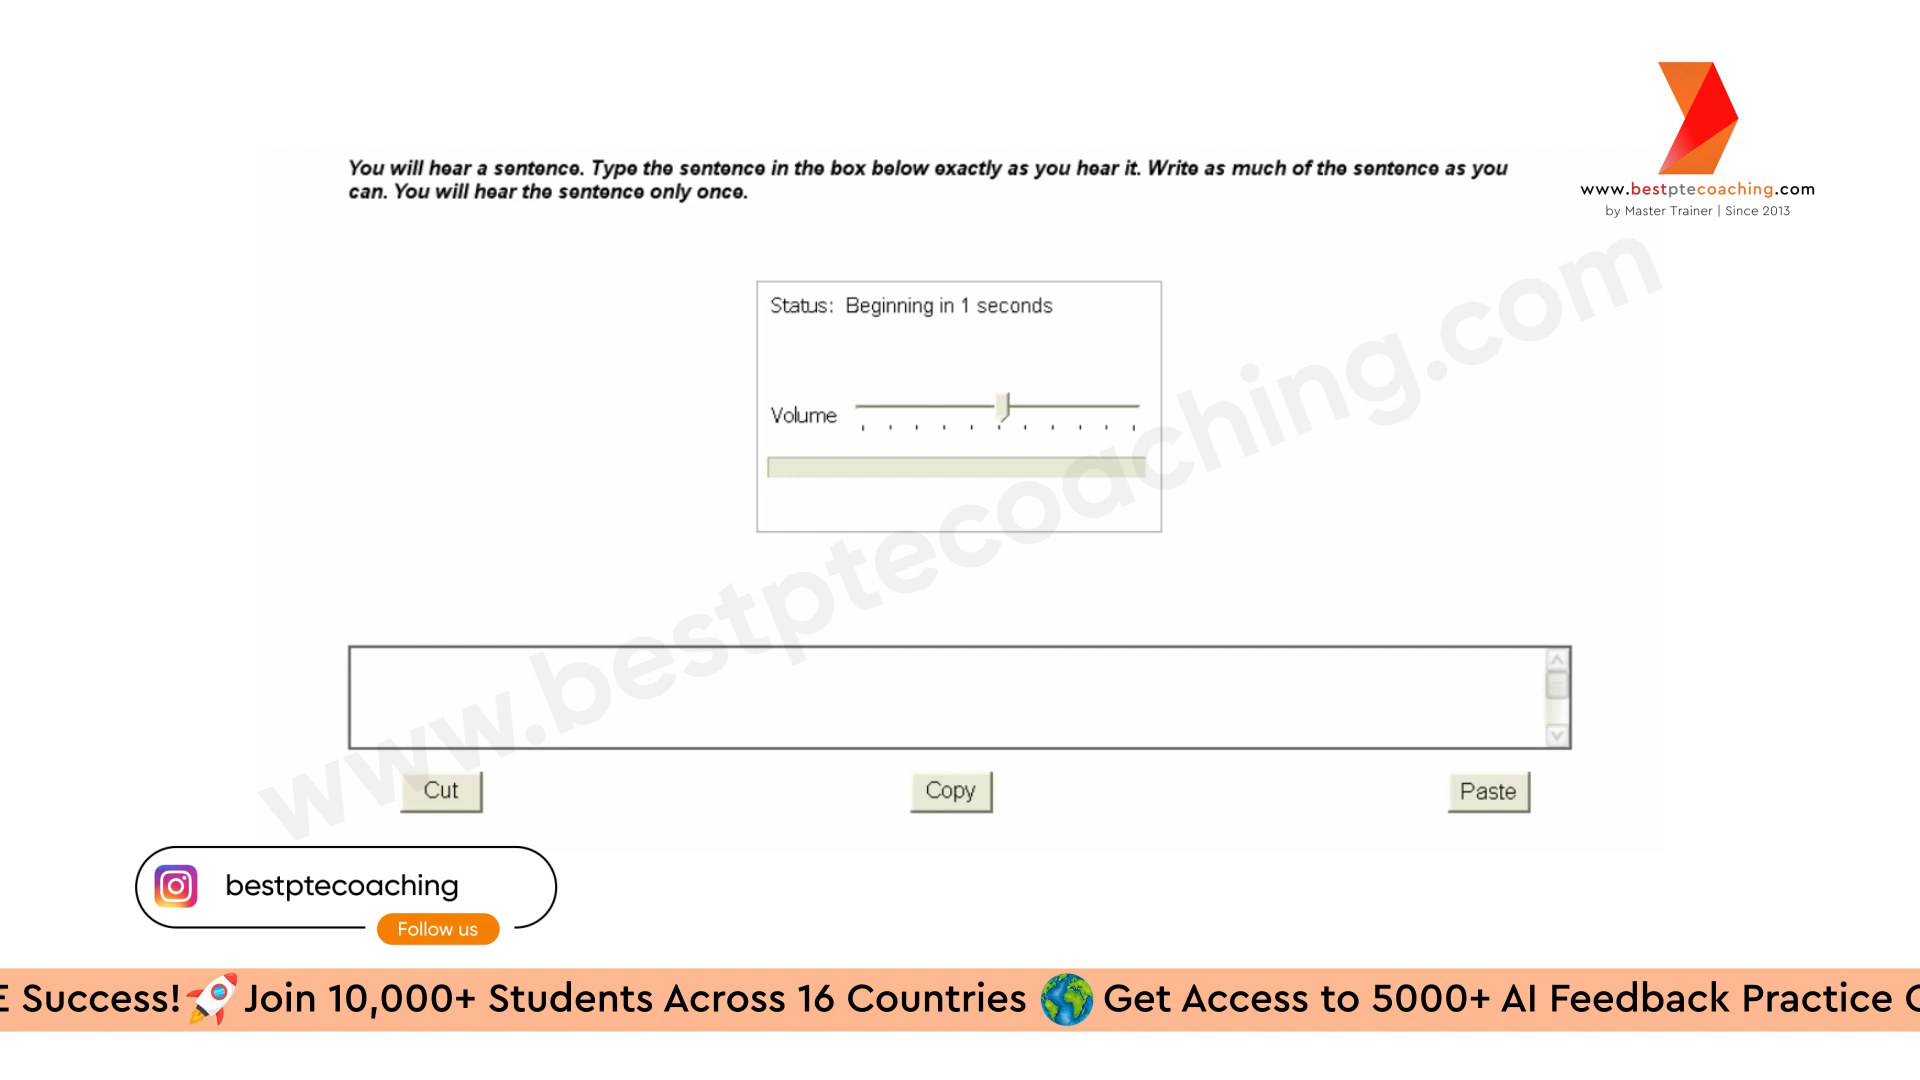 You will hear a sentence. Type the sentence in the box below exactly as you hear it. Write as much of the sentence as you
can. You will hear the sentence only once.
www.bestptecoaching.com
by Master Trainer | Since 2013
Status: Beginning in 1 seconds
Volume
www.bestptecoaching.com
Cut
Copy
Paste
bestptecoaching
Follow us
E Success!🚀Join 10,000+ Students Across 16 Countries 🌍 Get Access to 5000+ AI Feedback Practice